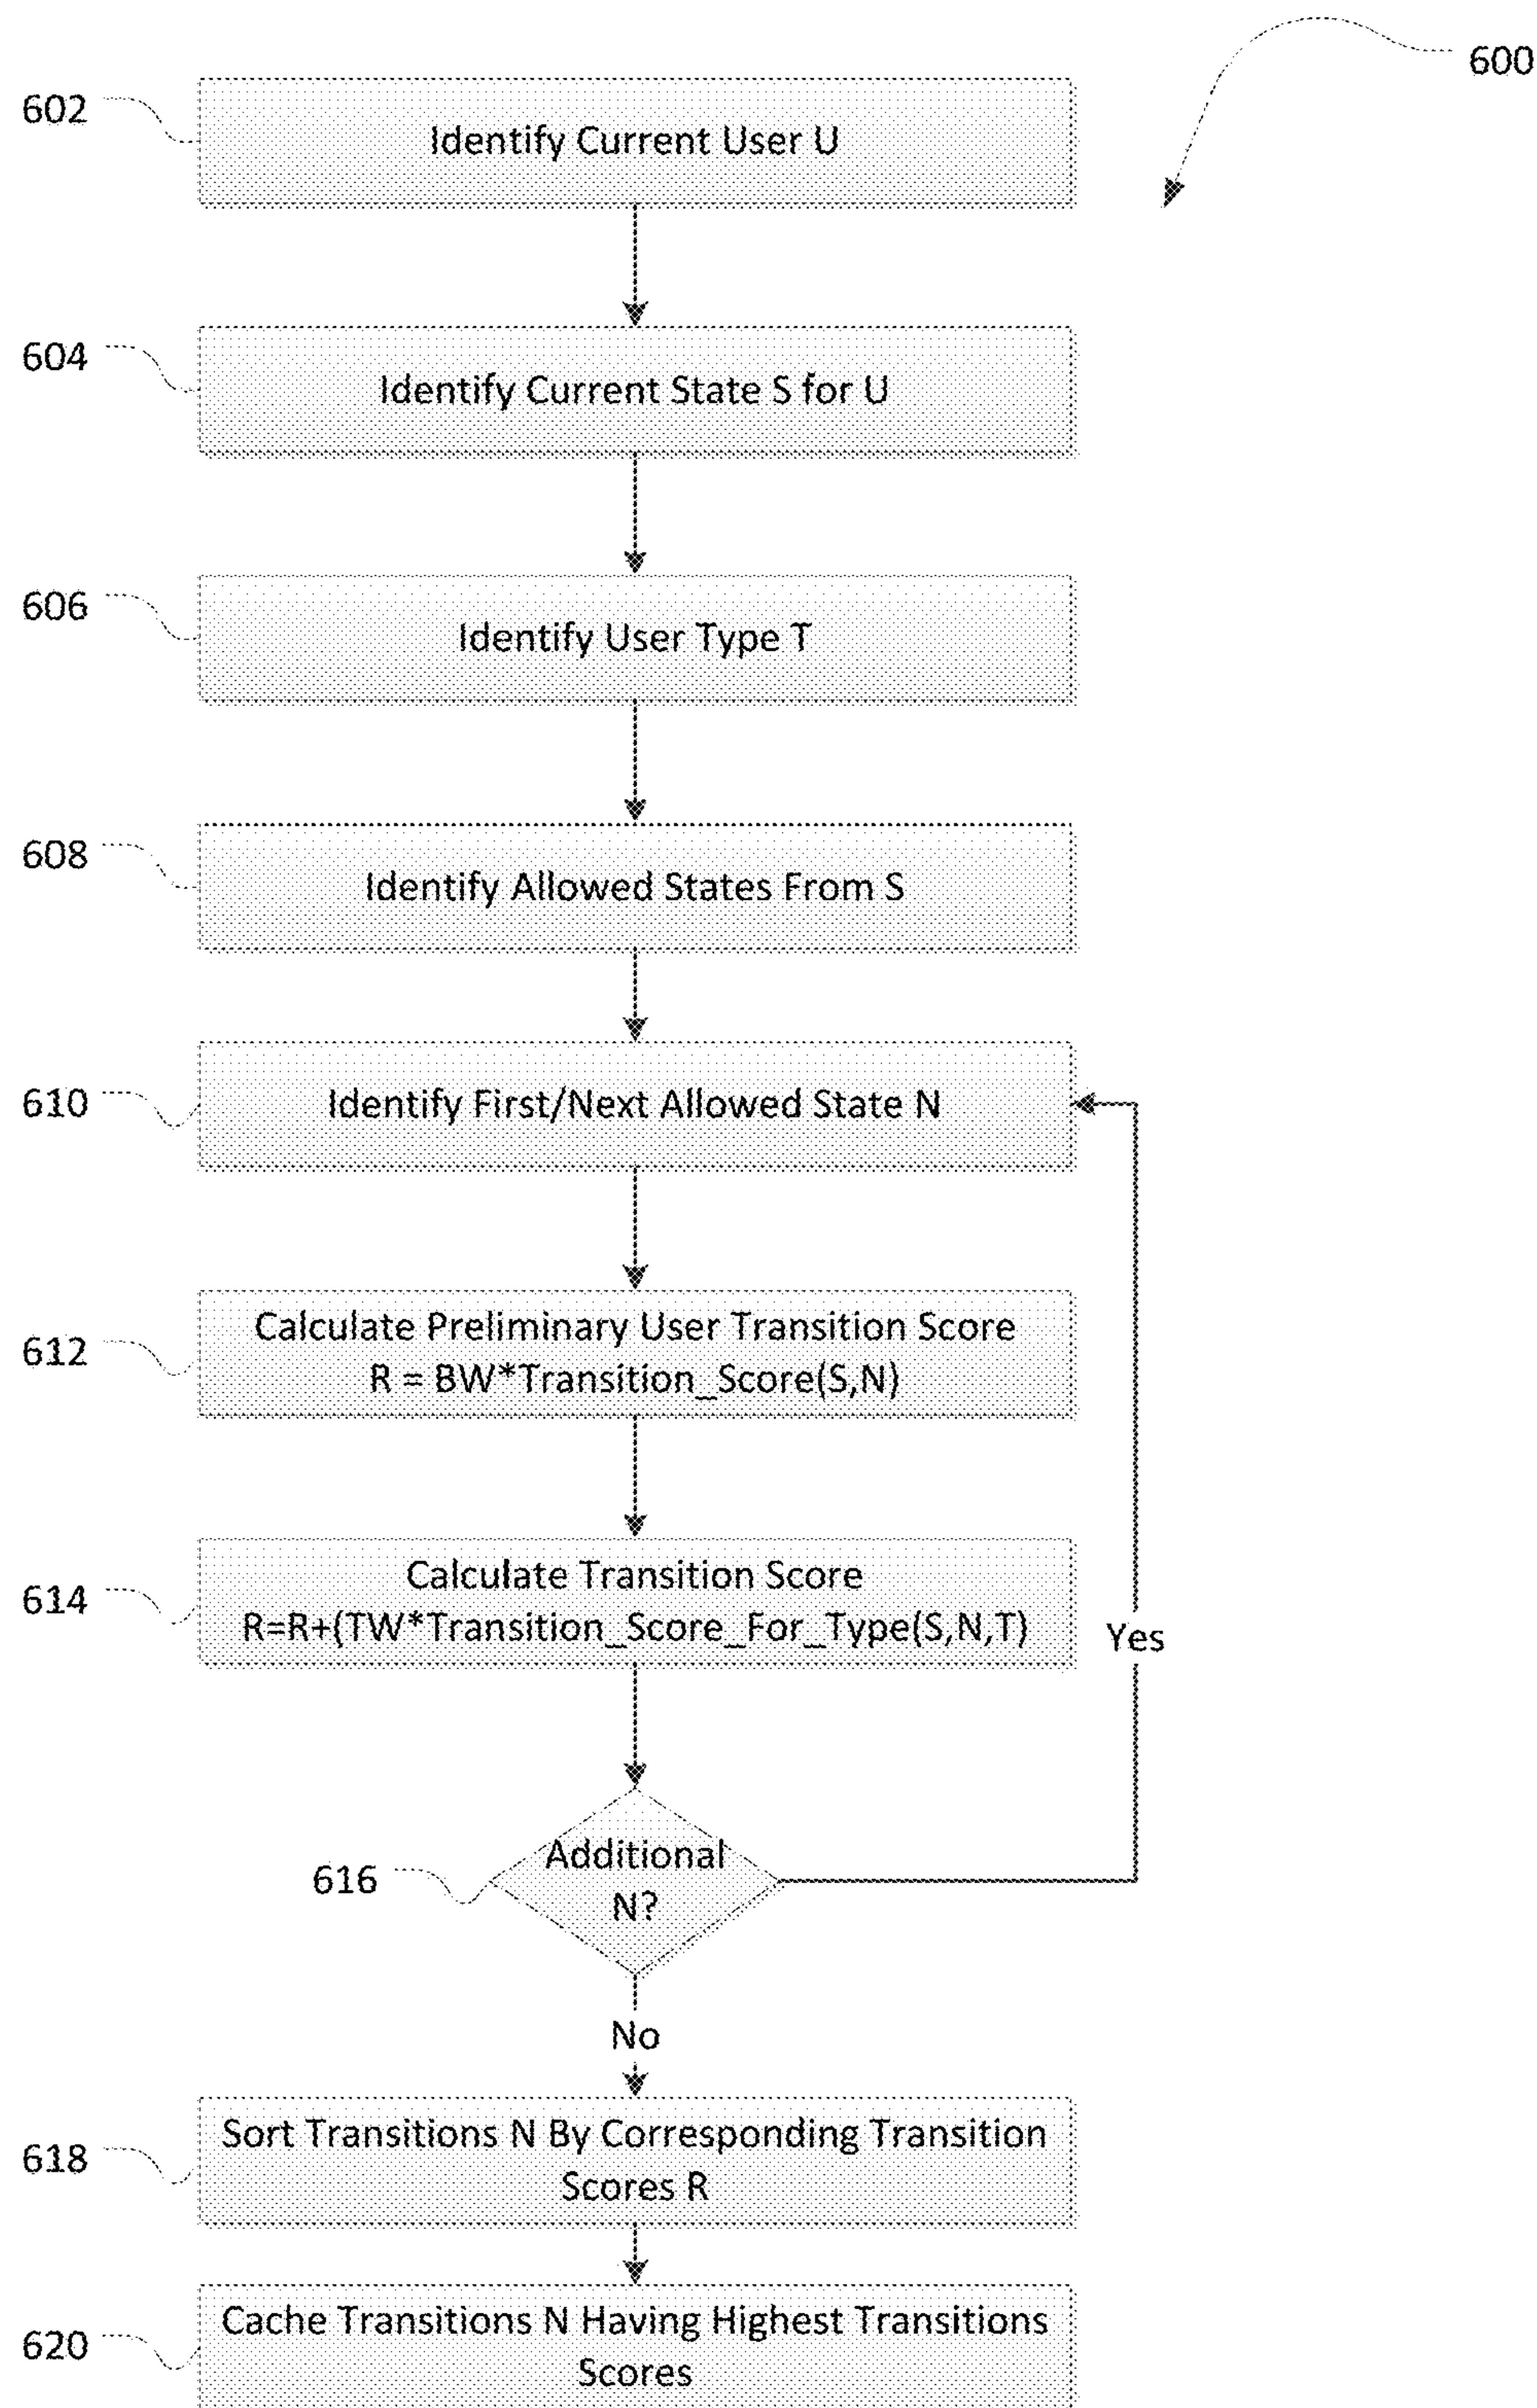 600
602
Identify Current User U
604
Identify Current State S for U
606
Identify User Type T
608
Identify Allowed States From S
610
Identify First/Next Allowed State N
612
Calculate Preliminary User Transition Score
R = BW*Transition_Score(S,N)
614
Calculate Transition Score
R=R+(TW*Transition_Score_For_Type(S,N,T)
Yes
616
Additional
N?
No
618
Sort Transitions N By Corresponding Transition
Scores R
620
Cache Transitions N Having Highest Transitions
Scores